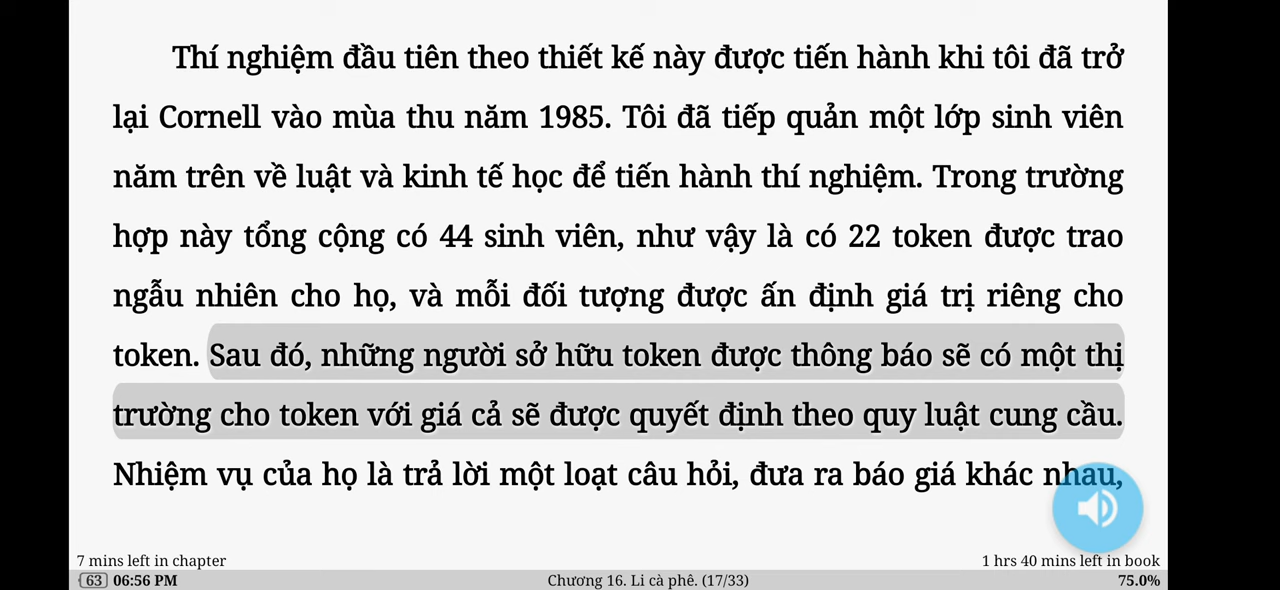 Thí nghiệm đầu tiên theo thiết kế này được tiến hành khi tôi đã trở
lại Cornell vào mùa thu năm 1985. Tôi đã tiếp quản một lớp sinh viên
năm trên về luật và kinh tế học để tiến hành thí nghiệm. Trong trường
hợp này tổng cộng có 44 sinh viên, như vậy là có 22 token được trao
ngẫu nhiên cho họ, và mỗi đối tượng được ấn định giá trị riêng cho
token. Sau đó, những người sở hữu token được thông báo sẽ có một thị
trường cho token với giá cả sẽ được quyết định theo quy luật cung cầu.
Nhiệm vụ của họ là trả lời một loạt câu hỏi, đưa ra báo giá khác nhau,
7 mins left in chapter 1 hrs 40 mins left in book
63 06:56 PM Chương 16. Li cà phê. (17/33) 75.0%